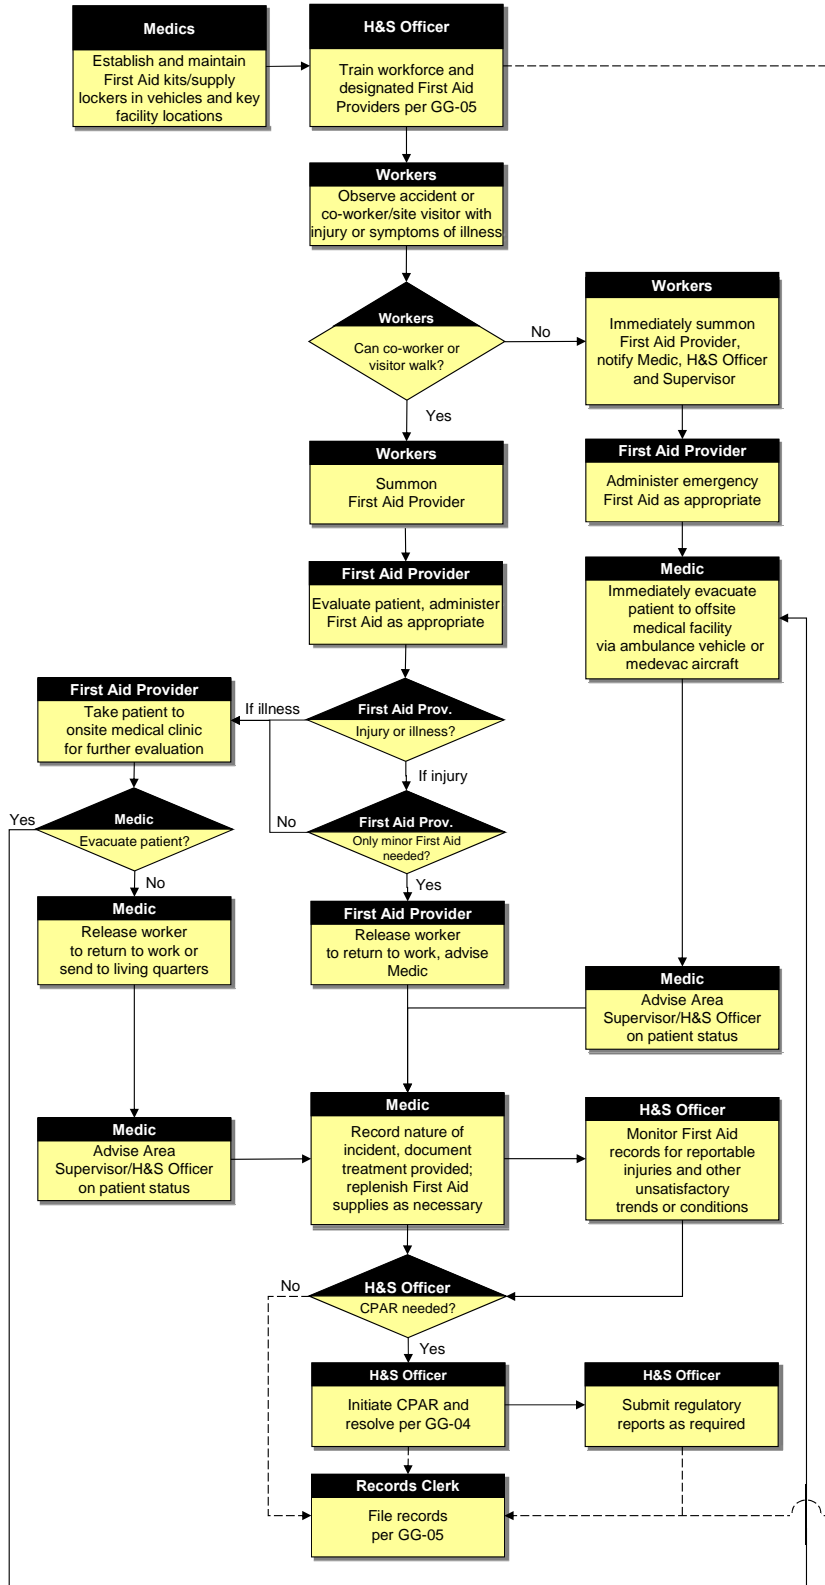 Medics
Establish and maintain
First Aid kits/supply
lockers in vehicles and key
facility locations
H&S Officer
Train workforce and
designated First Aid
Providers per GG-05
Workers
Observe accident or
co-worker/site visitor with
injury or symptoms of illness
Workers
Can co-worker or
visitor walk?
No
Yes
Workers
Immediately summon
First Aid Provider,
notify Medic, H&S Officer
and Supervisor
Workers
Summon
First Aid Provider
First Aid Provider
Administer emergency
First Aid as appropriate
First Aid Provider
Evaluate patient, administer
First Aid as appropriate
Medic
Immediately evacuate
patient to offsite
medical facility
via ambulance vehicle or
medevac aircraft
First Aid Provider
Take patient to
onsite medical clinic
for further evaluation
If illness
First Aid Prov.
Injury or illness?
If injury
Yes
Medic
Evacuate patient?
No
No
First Aid Prov.
Only minor First Aid
needed?
Yes
Medic
Release worker
to return to work or
send to living quarters
First Aid Provider
Release worker
to return to work, advise
Medic
Medic
Advise Area
Supervisor/H&S Officer
on patient status
Medic
Advise Area
Supervisor/H&S Officer
on patient status
Medic
Record nature of
incident, document
treatment provided;
replenish First Aid
supplies as necessary
H&S Officer
Monitor First Aid
records for reportable
injuries and other
unsatisfactory
trends or conditions
No
H&S Officer
CPAR needed?
Yes
H&S Officer
Initiate CPAR and
resolve per GG-04
H&S Officer
Submit regulatory
reports as required
Records Clerk
File records
per GG-05